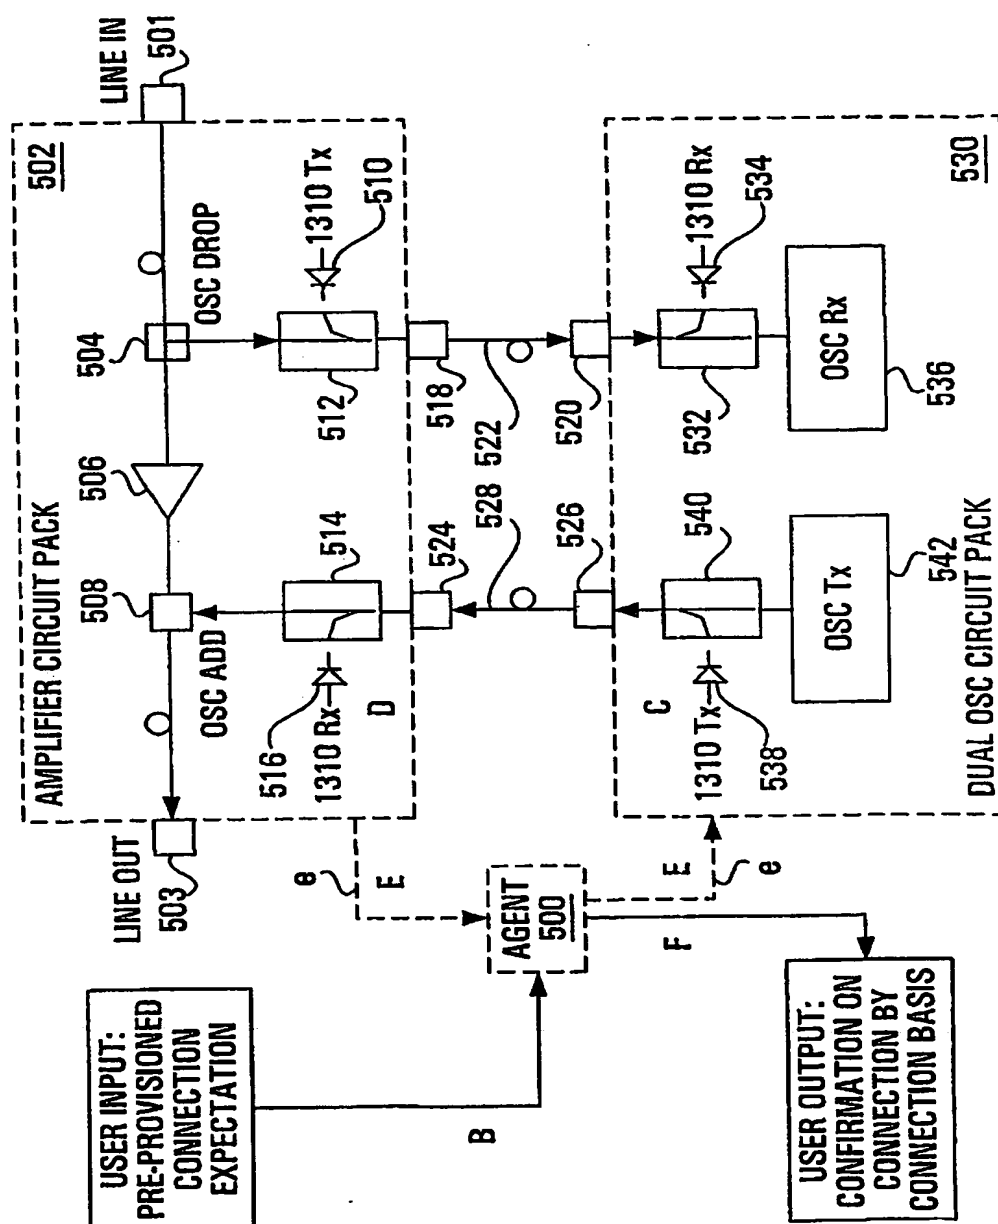 USER INPUT:
PRE-PROVISIONED
CONNECTION
EXPECTATION
B
LINE OUT
503
LINE IN
501
AMPLIFIER CIRCUIT PACK
502
508
506
504
OSC ADD
OSC DROP
514
516
1310 Rx
D
512
1310 Tx
510
524
518
528
522
526
520
e
E
AGENT
500
E
e
F
C
1310 Tx
538
540
532
1310 Rx
534
OSC Tx
542
OSC Rx
536
DUAL OSC CIRCUIT PACK
530
USER OUTPUT:
CONFIRMATION ON
CONNECTION BY
CONNECTION BASIS